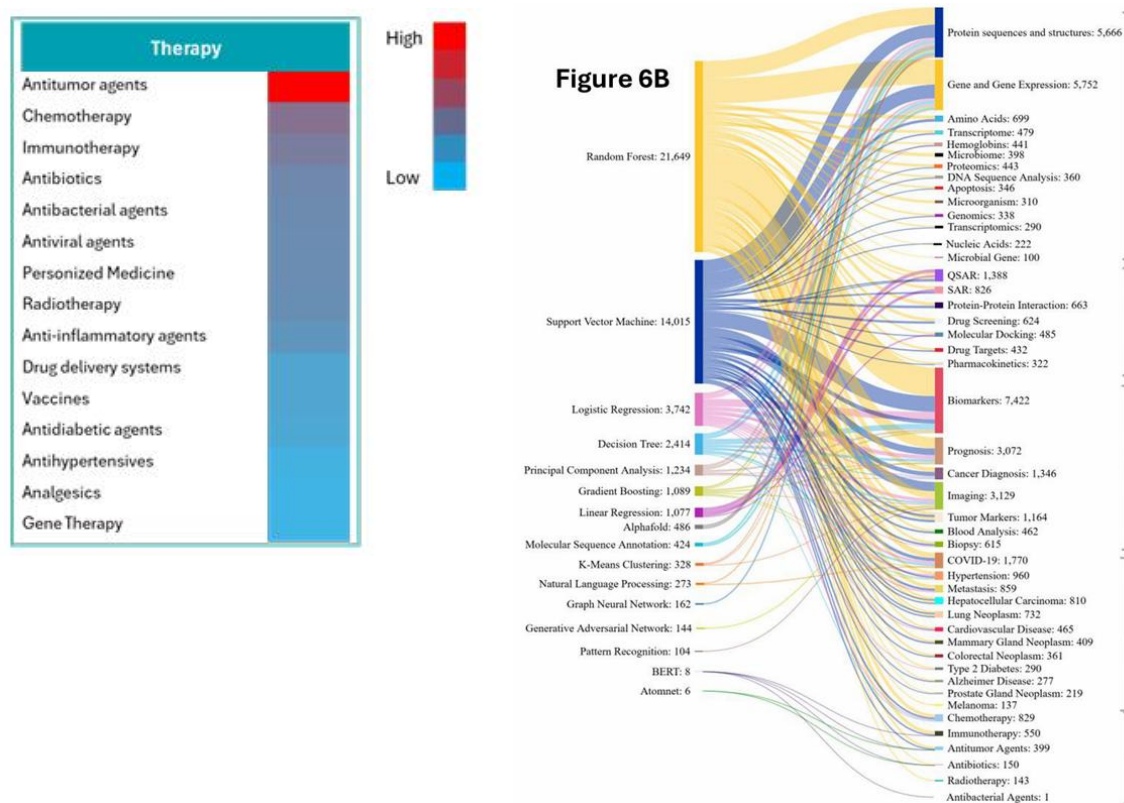 Therapy
Antitumor agents
Chemotherapy
Immunotherapy
Antibiotics
Antibacterial agents
Antiviral agents
Personized Medicine
Radiotherapy
Anti-inflammatory agents
Drug delivery systems
Vaccines
Antidiabetic agents
Antihypertensives
Analgesics
Gene Therapy
High
Low
Figure 6B
Random Forest: 21,649
Support Vector Machine: 14,015
Logistic Regression: 3,742
Decision Tree: 2,414
Principal Component Analysis: 1,234
Gradient Boosting: 1,089
Linear Regression: 1,077
Alphafold: 486
Molecular Sequence Annotation: 424
K-Means Clustering: 328
Natural Language Processing: 273
Graph Neural Network: 162
Generative Adversarial Network: 144
Pattern Recognition: 104
BERT: 8
Atomnet: 6
Protein sequences and structures: 5,666
Gene and Gene Expression: 5,752
Amino Acids: 699
Transcriptome: 479
Hemoglobins: 441
Microbiome: 398
Proteomics: 443
DNA Sequence Analysis: 360
Apoptosis: 346
Microorganism: 310
Genomics: 338
Transcriptomics: 290
Nucleic Acids: 222
Microbial Gene: 100
QSAR: 1,388
SAR: 826
Protein-Protein Interaction: 663
Drug Screening: 624
Molecular Docking: 485
Drug Targets: 432
Pharmacokinetics: 322
Biomarkers: 7,422
Prognosis: 3,072
Cancer Diagnosis: 1,346
Imaging: 3,129
Tumor Markers: 1,164
Blood Analysis: 462
Biopsy: 615
COVID-19: 1,770
Hypertension: 960
Metastasis: 859
Hepatocellular Carcinoma: 810
Lung Neoplasm: 732
Cardiovascular Disease: 465
Mammary Gland Neoplasm: 409
Colorectal Neoplasm: 361
Type 2 Diabetes: 290
Alzheimer Disease: 277
Prostate Gland Neoplasm: 219
Melanoma: 137
Chemotherapy: 829
Immunotherapy: 550
Antitumor Agents: 399
Antibiotics: 150
Radiotherapy: 143
Antibacterial Agents: 1